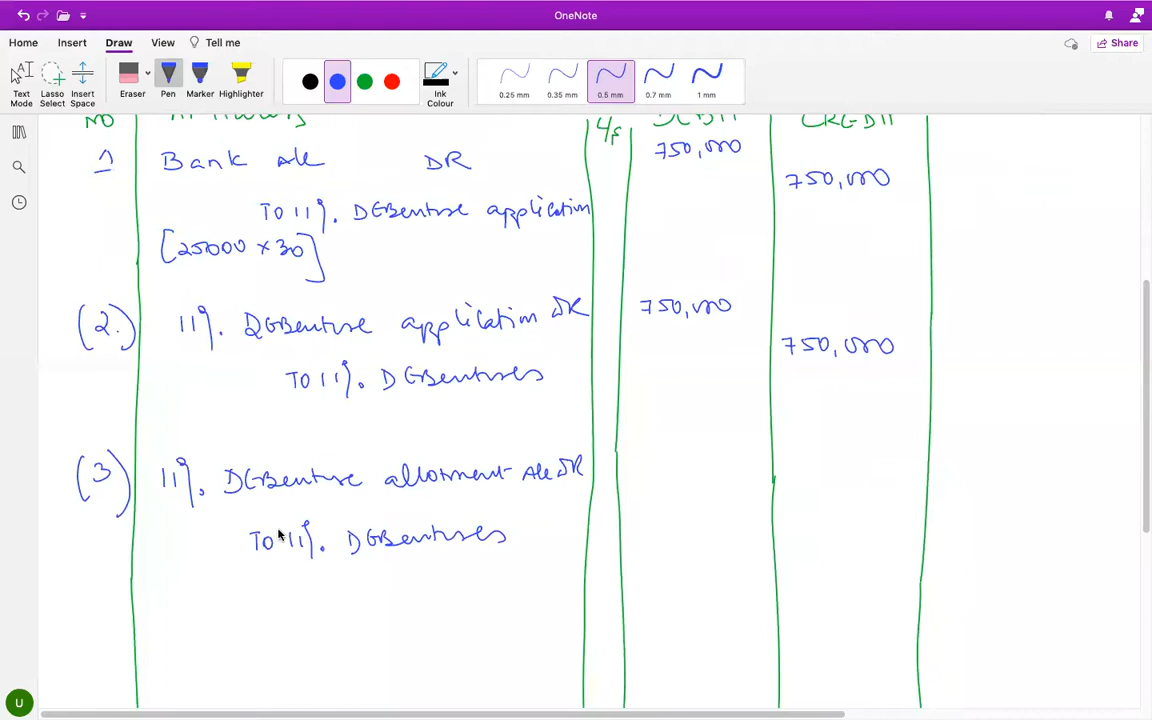 OneNote
Home Insert Draw View Tell me
Share
Text Mode Lasso Select Insert Space Eraser Pen Marker Highlighter Ink Colour 0.25 mm 0.35 mm 0.5 mm 0.7 mm 1 mm
NO DEBIT CREDIT
1 Bank A/c DR 750,000
750,000
TO 11%. DEBenture application
[25000 × 30]
(2.) 11%. DEBenture application DR 750,000
TO 11%. DEBentures 750,000
(3) 11%. DEBenture allotment A/c DR
TO 11%. DEBentures
U